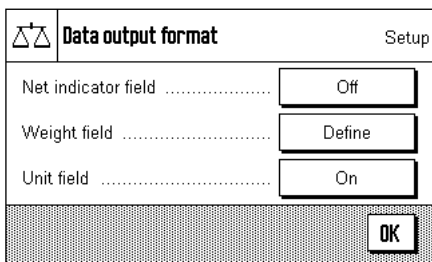 Data output format Setup
Net indicator field .................... Off
Weight field ............................ Define
Unit field ................................ On
OK